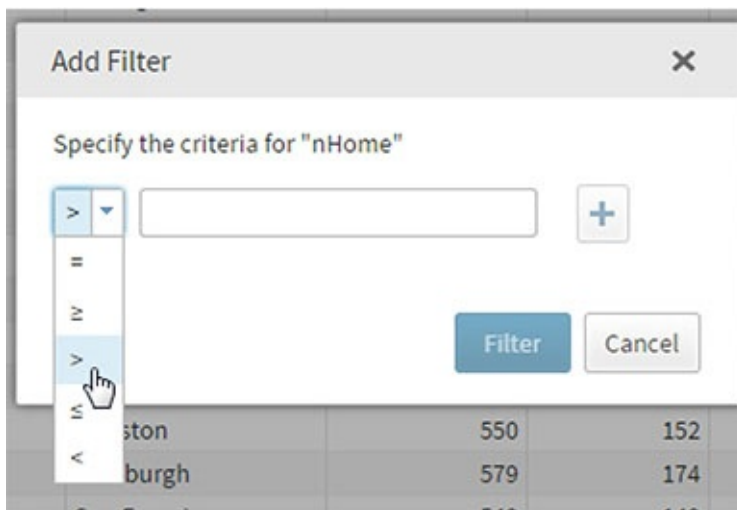 Add Filter
Specify the criteria for "nHome"
>
=
≥
>
≤
<
Filter Cancel
ston 550 152
burgh 579 174